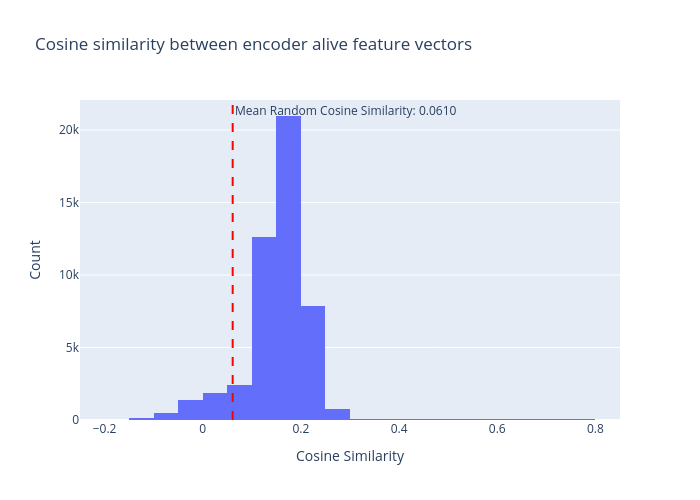 Cosine similarity between encoder alive feature vectors
Mean Random Cosine Similarity: 0.0610
20k
15k
10k
5k
0
Count
−0.2
0
0.2
0.4
0.6
0.8
Cosine Similarity